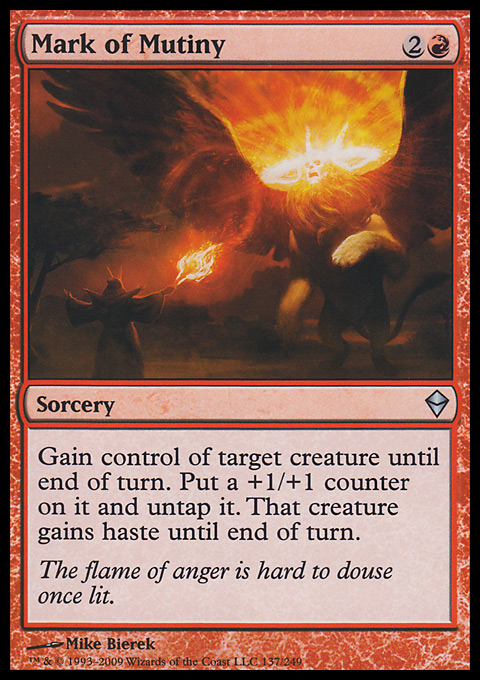 Mark of Mutiny 2
Sorcery
Gain control of target creature until
end of turn. Put a +1/+1 counter
on it and untap it. That creature
gains haste until end of turn.
The flame of anger is hard to douse
once lit.
Mike Bierek
™ & © 1993–2009 Wizards of the Coast LLC 137/249